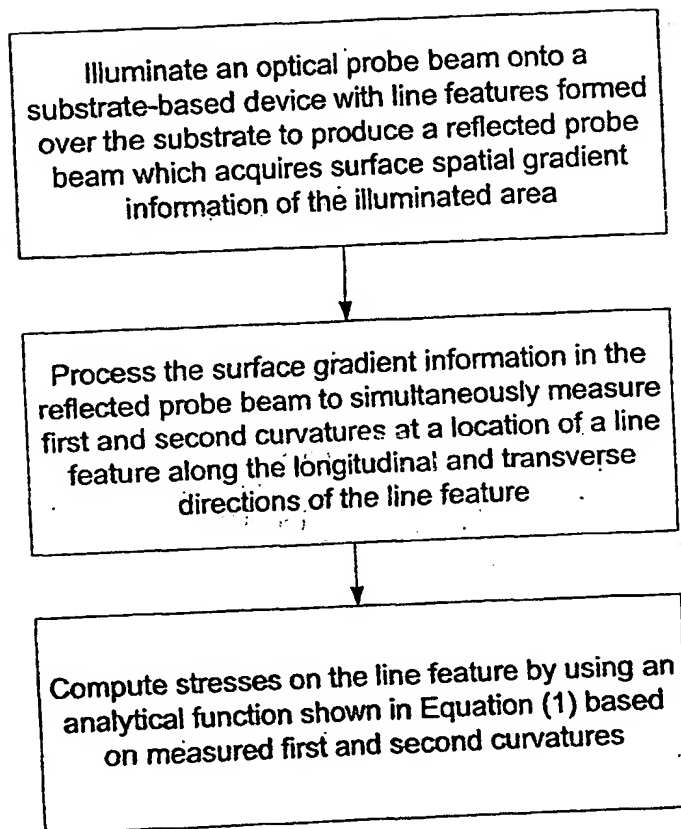 Illuminate an optical probe beam onto a
substrate-based device with line features formed
over the substrate to produce a reflected probe
beam which acquires surface spatial gradient
information of the illuminated area
Process the surface gradient information in the
reflected probe beam to simultaneously measure
first and second curvatures at a location of a line
feature along the longitudinal and transverse
directions of the line feature
Compute stresses on the line feature by using an
analytical function shown in Equation (1) based
on measured first and second curvatures